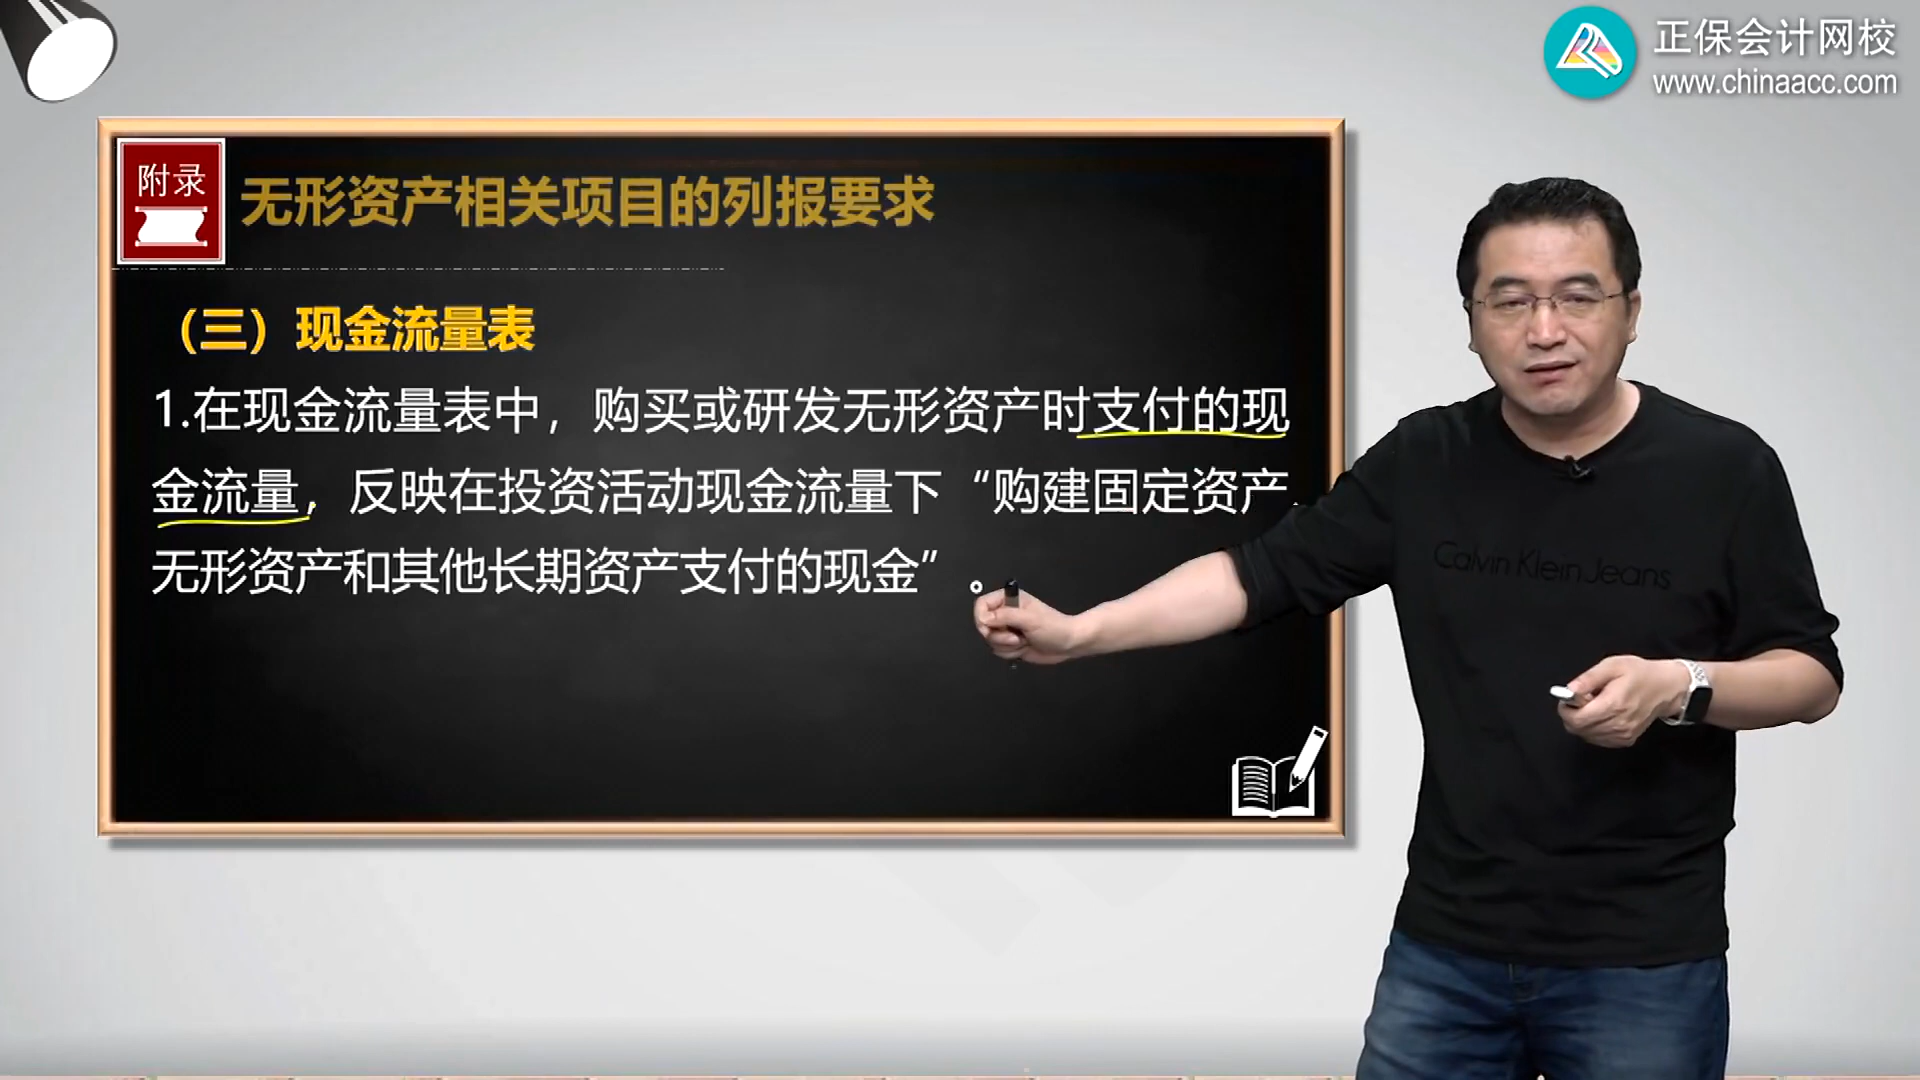 正保会计网校
www.chinaacc.com
附录
无形资产相关项目的列报要求
（三）现金流量表
1.在现金流量表中，购买或研发无形资产时支付的现
金流量，反映在投资活动现金流量下“购建固定资产、
无形资产和其他长期资产支付的现金”。
Calvin Klein Jeans